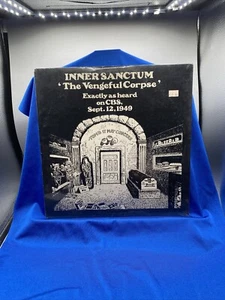 INNER SANCTUM
'The Vengeful Corpse'
Exactly as heard
on CBS.
Sept. 12, 1949